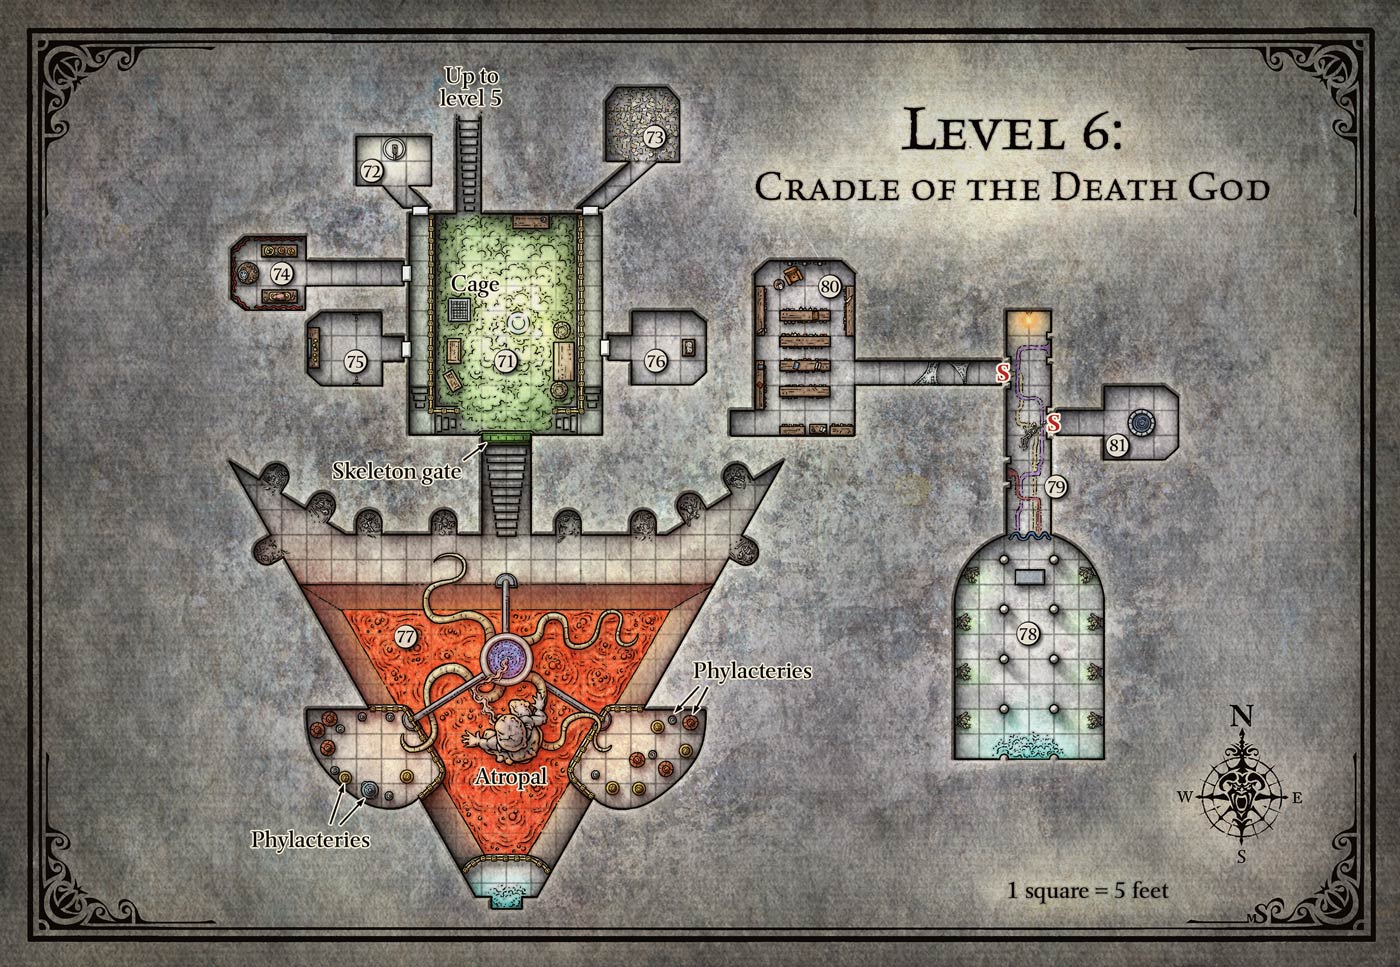 Up to
level 5
LEVEL 6:
CRADLE OF THE DEATH GOD
72
73
74
Cage
80
75
71
76
S
S
81
Skeleton gate
79
77
78
Phylacteries
Atropal
Phylacteries
N
W
E
S
1 square = 5 feet
MS